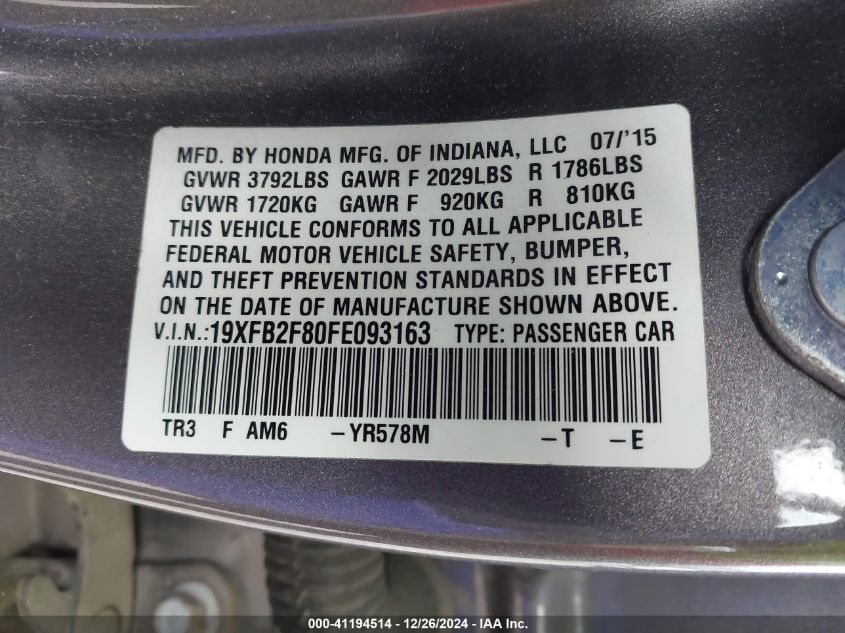 MFD. BY HONDA MFG. OF INDIANA, LLC 07/'15
GVWR 3792LBS GAWR F 2029LBS R 1786LBS
GVWR 1720KG GAWR F 920KG R 810KG
THIS VEHICLE CONFORMS TO ALL APPLICABLE
FEDERAL MOTOR VEHICLE SAFETY, BUMPER,
AND THEFT PREVENTION STANDARDS IN EFFECT
ON THE DATE OF MANUFACTURE SHOWN ABOVE.
V.I.N.:19XFB2F80FE093163 TYPE: PASSENGER CAR
TR3 F AM6 -YR578M -T -E
000-41194514 / 12/26/2024 - IAA Inc.